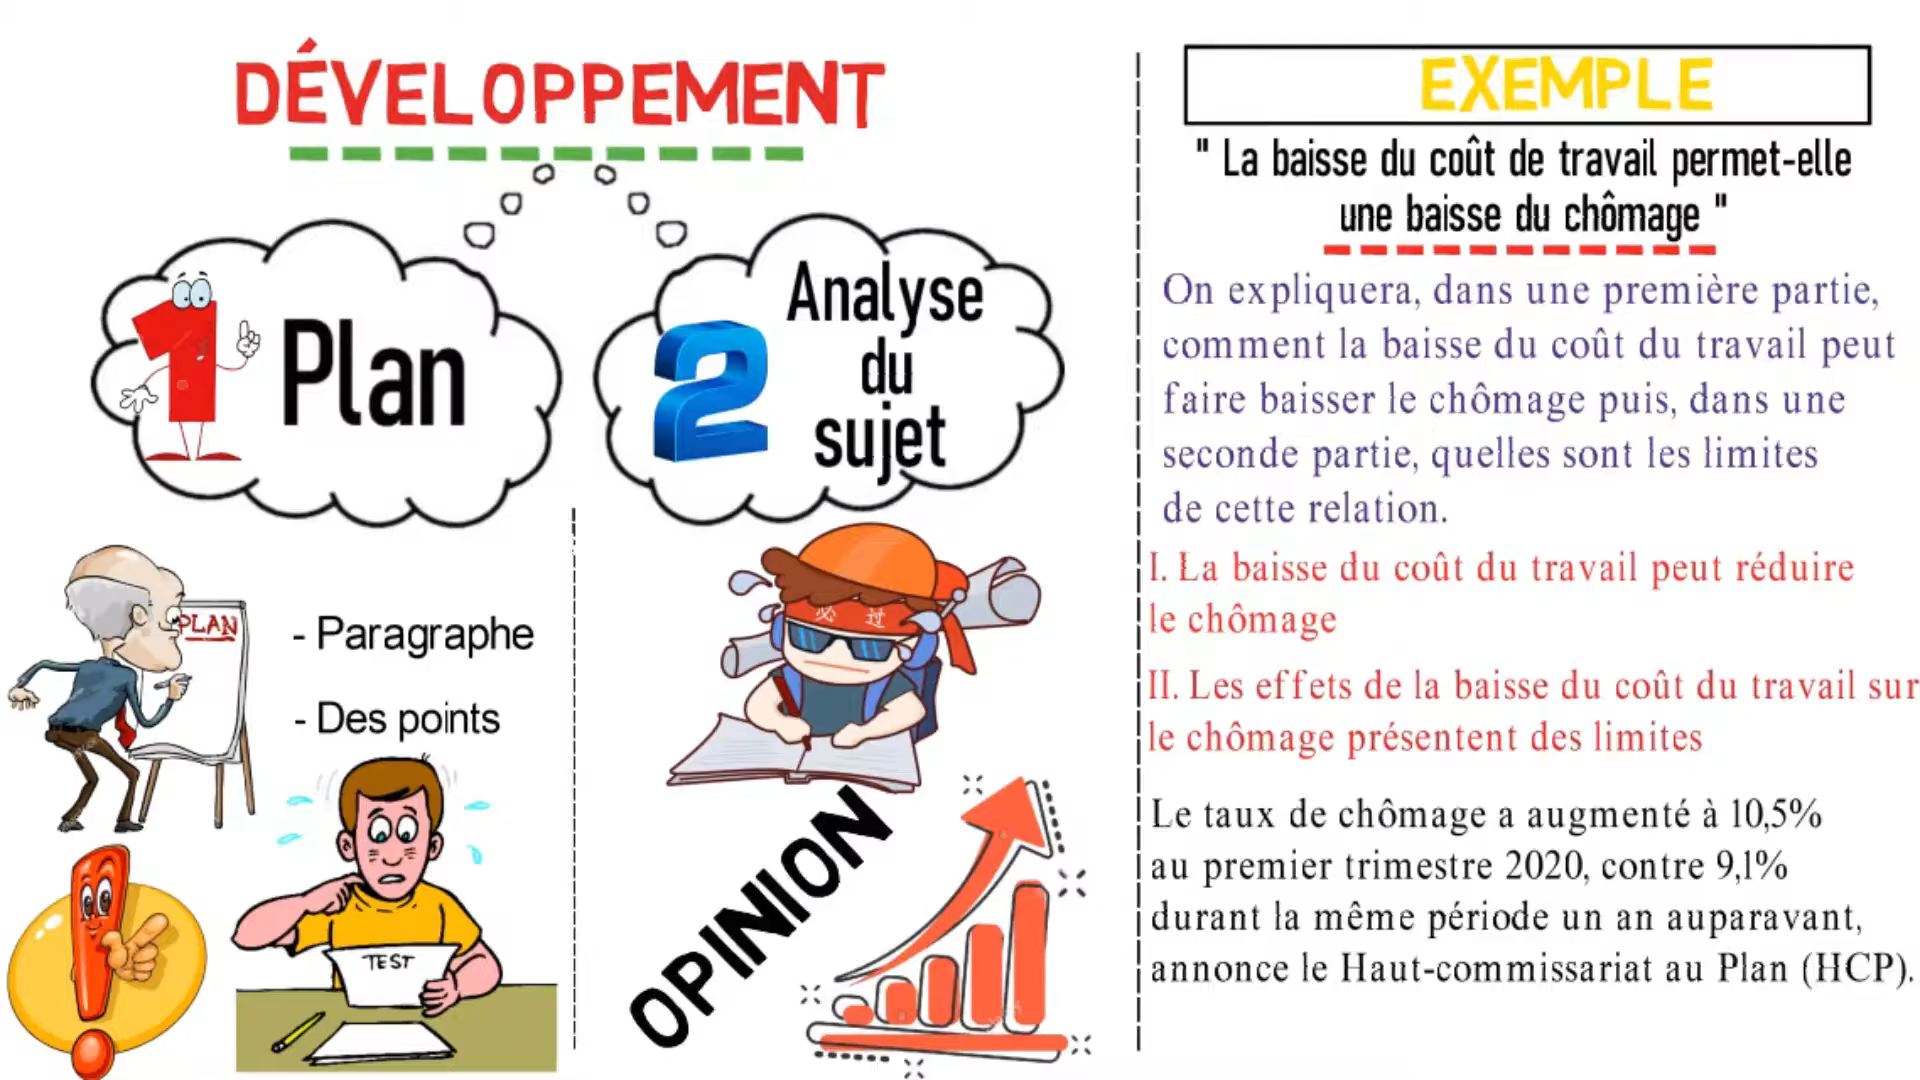 DÉVELOPPEMENT
1 Plan
2 Analyse
du
sujet
PLAN
- Paragraphe
- Des points
TEST
必 过
OPINION
EXEMPLE
" La baisse du coût de travail permet-elle
une baisse du chômage "
On expliquera, dans une première partie,
comment la baisse du coût du travail peut
faire baisser le chômage puis, dans une
seconde partie, quelles sont les limites
de cette relation.
I. La baisse du coût du travail peut réduire
le chômage
II. Les effets de la baisse du coût du travail sur
le chômage présentent des limites
Le taux de chômage a augmenté à 10,5%
au premier trimestre 2020, contre 9,1%
durant la même période un an auparavant,
annonce le Haut-commissariat au Plan (HCP).